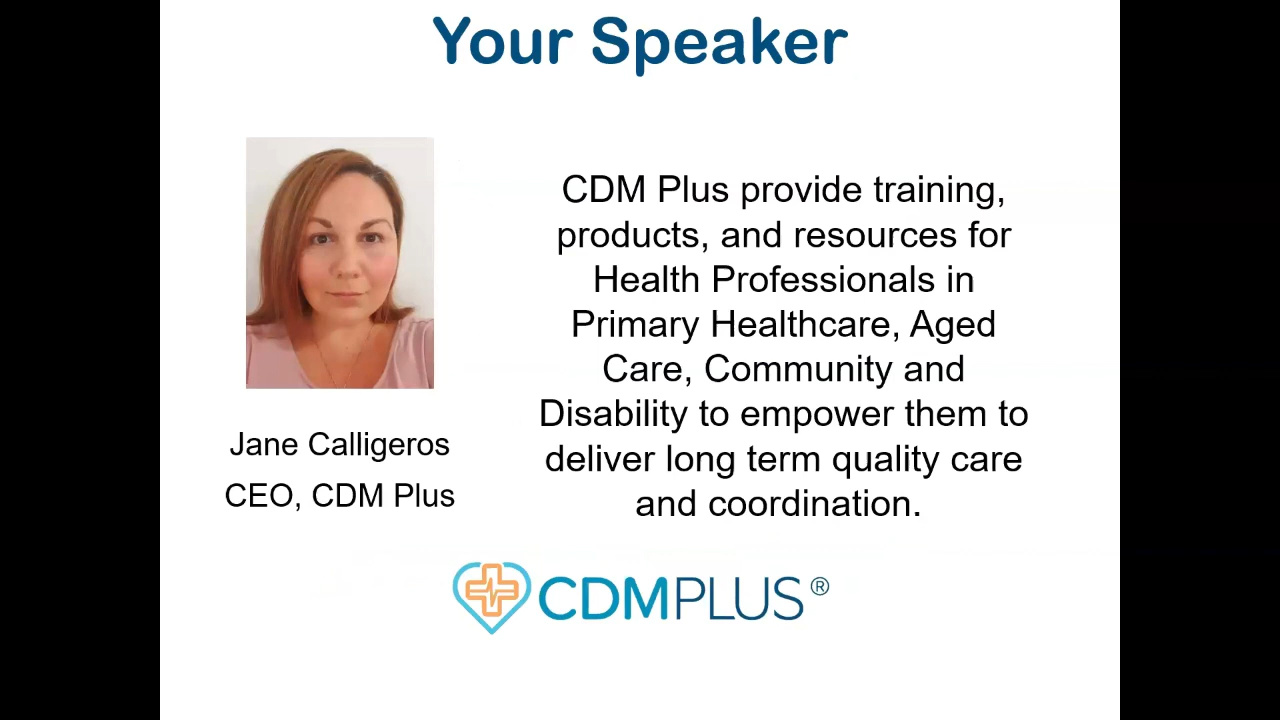 Your Speaker
CDM Plus provide training,
products, and resources for
Health Professionals in
Primary Healthcare, Aged
Care, Community and
Disability to empower them to
deliver long term quality care
and coordination.
Jane Calligeros
CEO, CDM Plus
CDMPLUS®